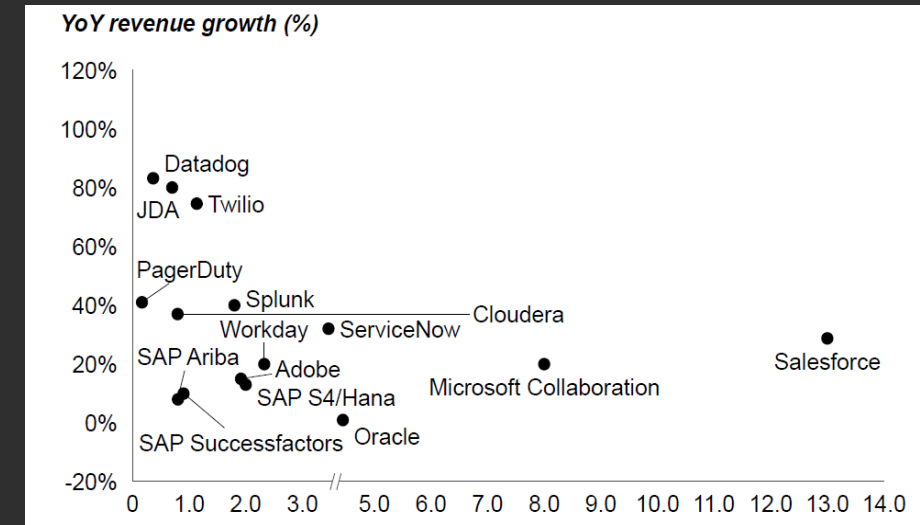 YoY revenue growth (%)
120%
100%
Datadog
80%
JDA
Twilio
60%
PagerDuty
40%
Splunk
Cloudera
Workday
ServiceNow
SAP Ariba
20%
Adobe
Salesforce
Microsoft Collaboration
SAP S4/Hana
0%
Oracle
SAP Successfactors
-20%
0 1.0 2.0 3.0 5.0 6.0 7.0 8.0 9.0 10.0 11.0 12.0 13.0 14.0